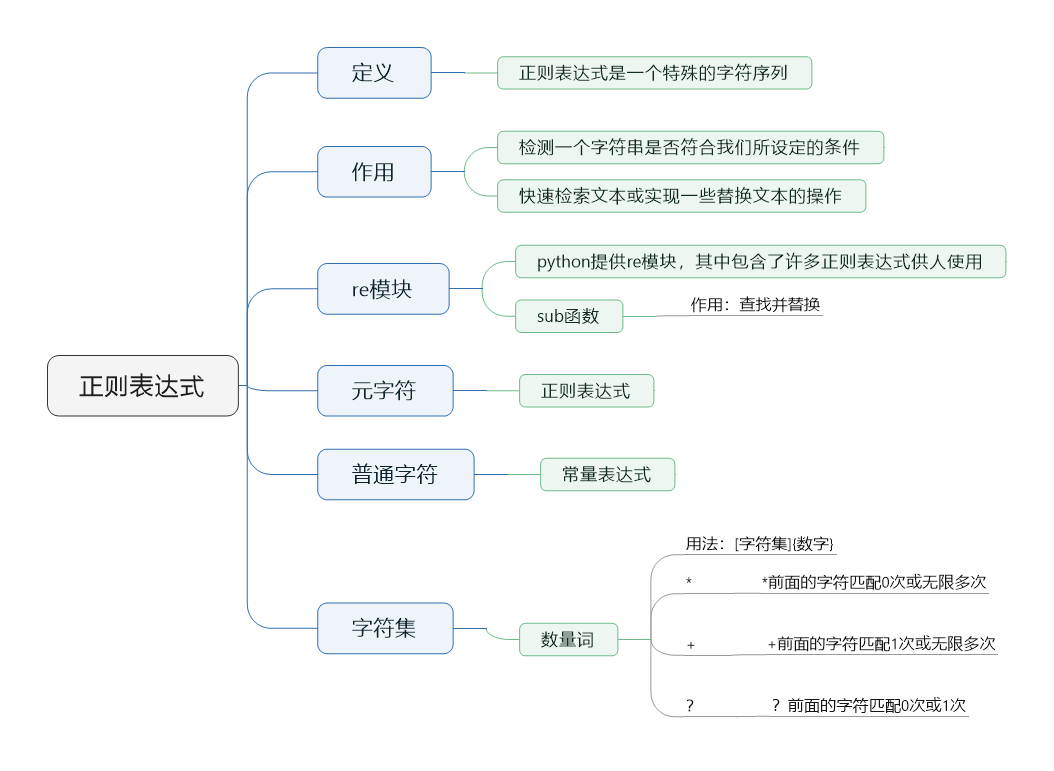 正则表达式
定义
正则表达式是一个特殊的字符序列
作用
检测一个字符串是否符合我们所设定的条件
快速检索文本或实现一些替换文本的操作
re模块
python提供re模块，其中包含了许多正则表达式供人使用
sub函数
作用：查找并替换
元字符
正则表达式
普通字符
常量表达式
字符集
数量词
用法：[字符集]{数字}
* *前面的字符匹配0次或无限多次
+ +前面的字符匹配1次或无限多次
？ ？前面的字符匹配0次或1次